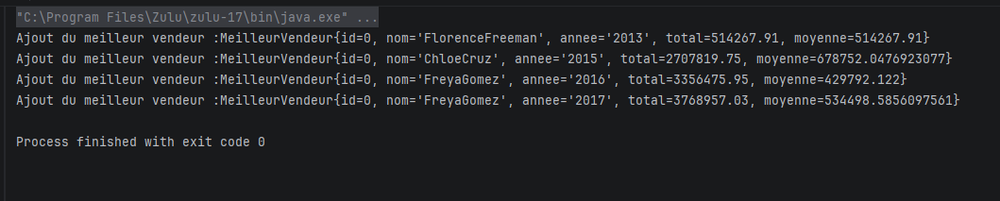 "C:\Program Files\Zulu\zulu-17\bin\java.exe" ...
Ajout du meilleur vendeur :MeilleurVendeur{id=0, nom='FlorenceFreeman', annee='2013', total=514267.91, moyenne=514267.91}
Ajout du meilleur vendeur :MeilleurVendeur{id=0, nom='ChloeCruz', annee='2015', total=2707819.75, moyenne=678752.0476923077}
Ajout du meilleur vendeur :MeilleurVendeur{id=0, nom='FreyaGomez', annee='2016', total=3356475.95, moyenne=429792.122}
Ajout du meilleur vendeur :MeilleurVendeur{id=0, nom='FreyaGomez', annee='2017', total=3768957.03, moyenne=534498.5856097561}
Process finished with exit code 0